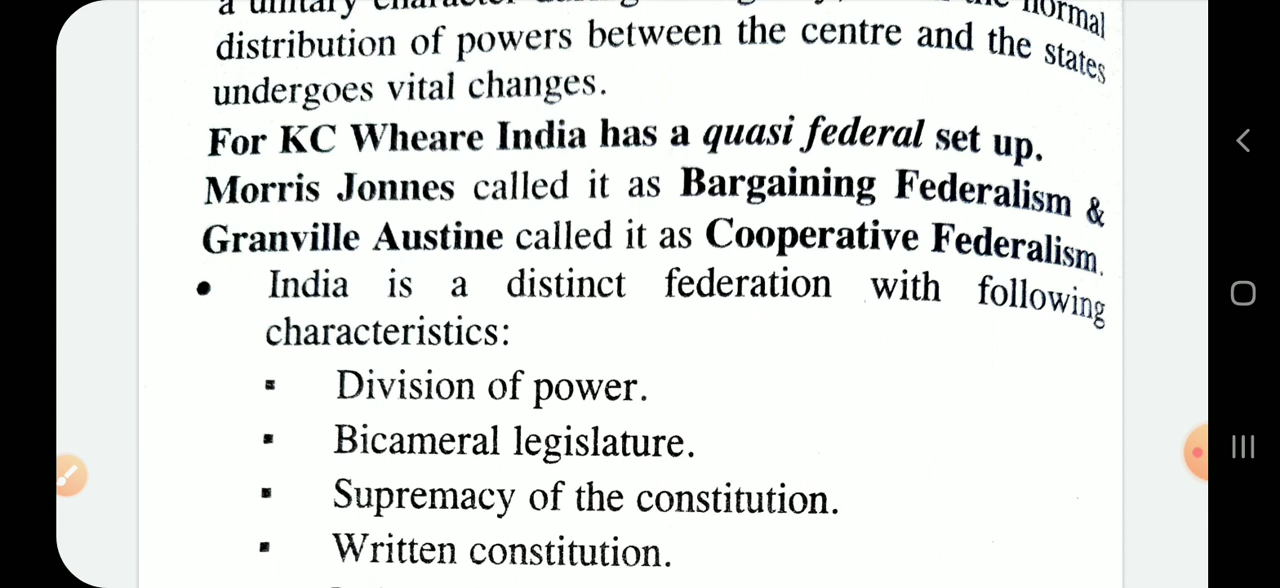 a unitary
normal
distribution of powers between the centre and the states
undergoes vital changes.
For KC Wheare India has a quasi federal set up.
Morris Jonnes called it as Bargaining Federalism &
Granville Austine called it as Cooperative Federalism.
• India is a distinct federation with following
characteristics:
▪ Division of power.
▪ Bicameral legislature.
▪ Supremacy of the constitution.
▪ Written constitution.